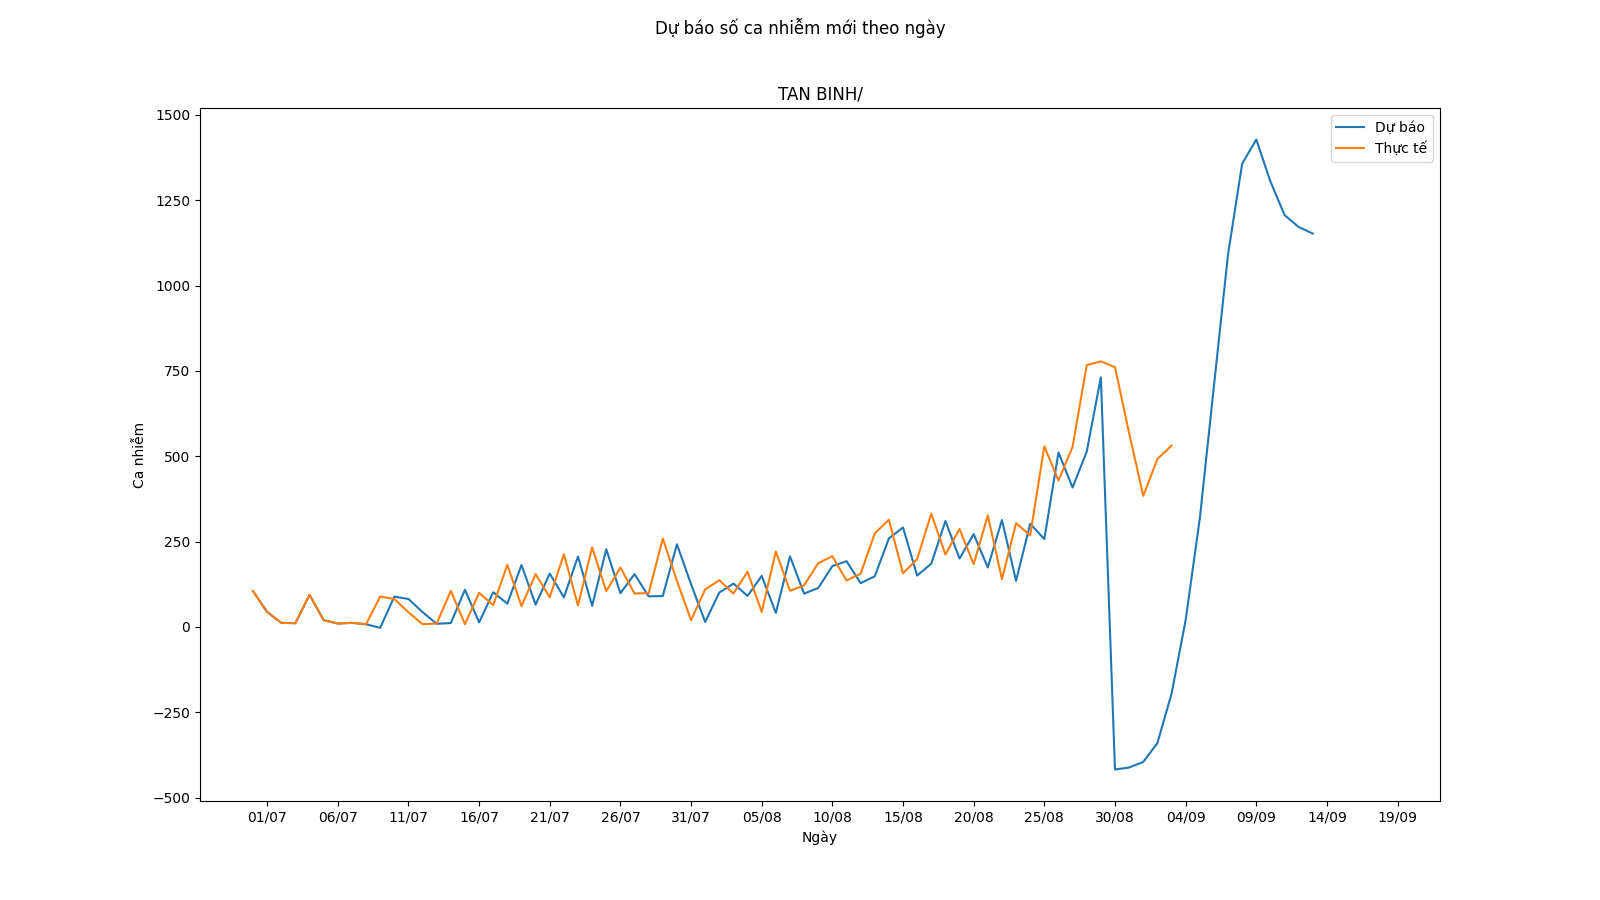 Dự báo số ca nhiễm mới theo ngày
TAN BINH/
1500
1250
1000
750
500
250
0
−250
−500
Ca nhiễm
Dự báo
Thực tế
01/07 06/07 11/07 16/07 21/07 26/07 31/07 05/08 10/08 15/08 20/08 25/08 30/08 04/09 09/09 14/09 19/09
Ngày